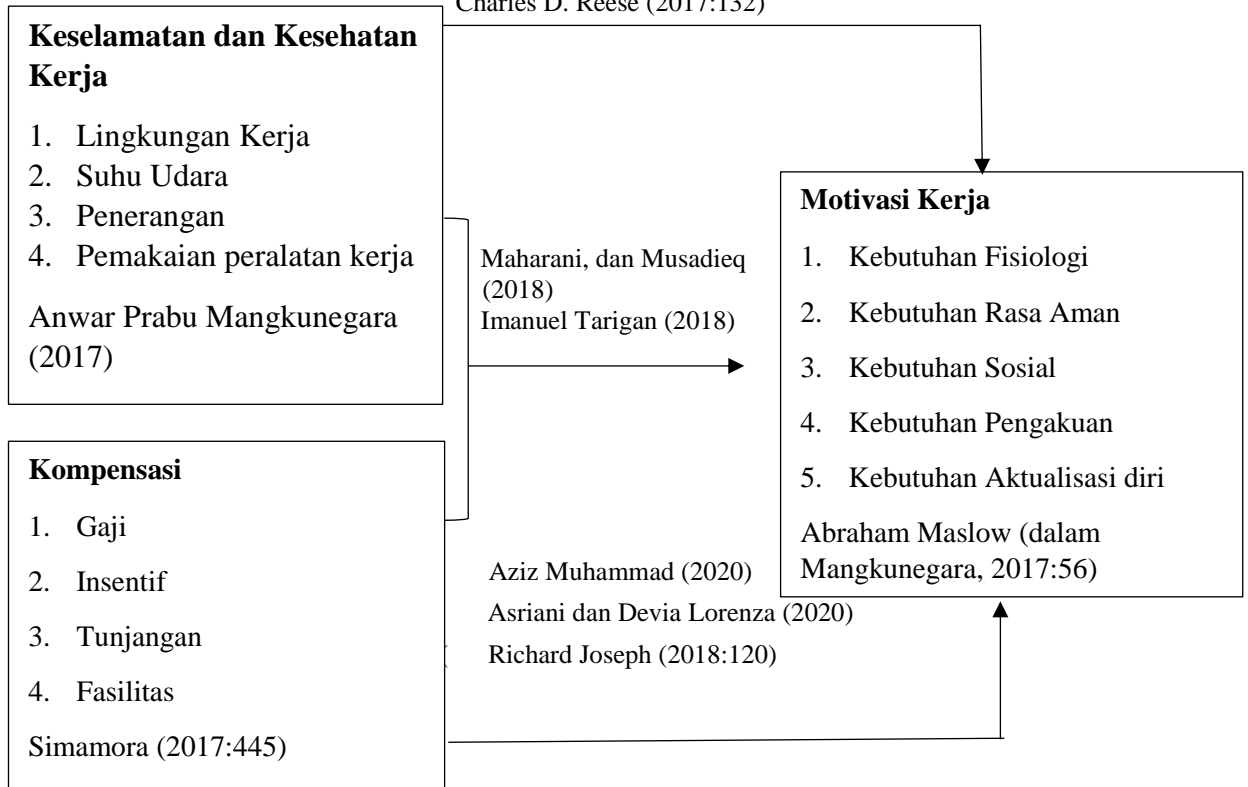 Charles D. Reese (2017:132)
Keselamatan dan Kesehatan
Kerja
1. Lingkungan Kerja
2. Suhu Udara
3. Penerangan
4. Pemakaian peralatan kerja
Anwar Prabu Mangkunegara
(2017)
Maharani, dan Musadieq
(2018)
Imanuel Tarigan (2018)
Motivasi Kerja
1. Kebutuhan Fisiologi
2. Kebutuhan Rasa Aman
3. Kebutuhan Sosial
4. Kebutuhan Pengakuan
5. Kebutuhan Aktualisasi diri
Abraham Maslow (dalam
Mangkunegara, 2017:56)
Kompensasi
1. Gaji
2. Insentif
3. Tunjangan
4. Fasilitas
Simamora (2017:445)
Aziz Muhammad (2020)
Asriani dan Devia Lorenza (2020)
Richard Joseph (2018:120)